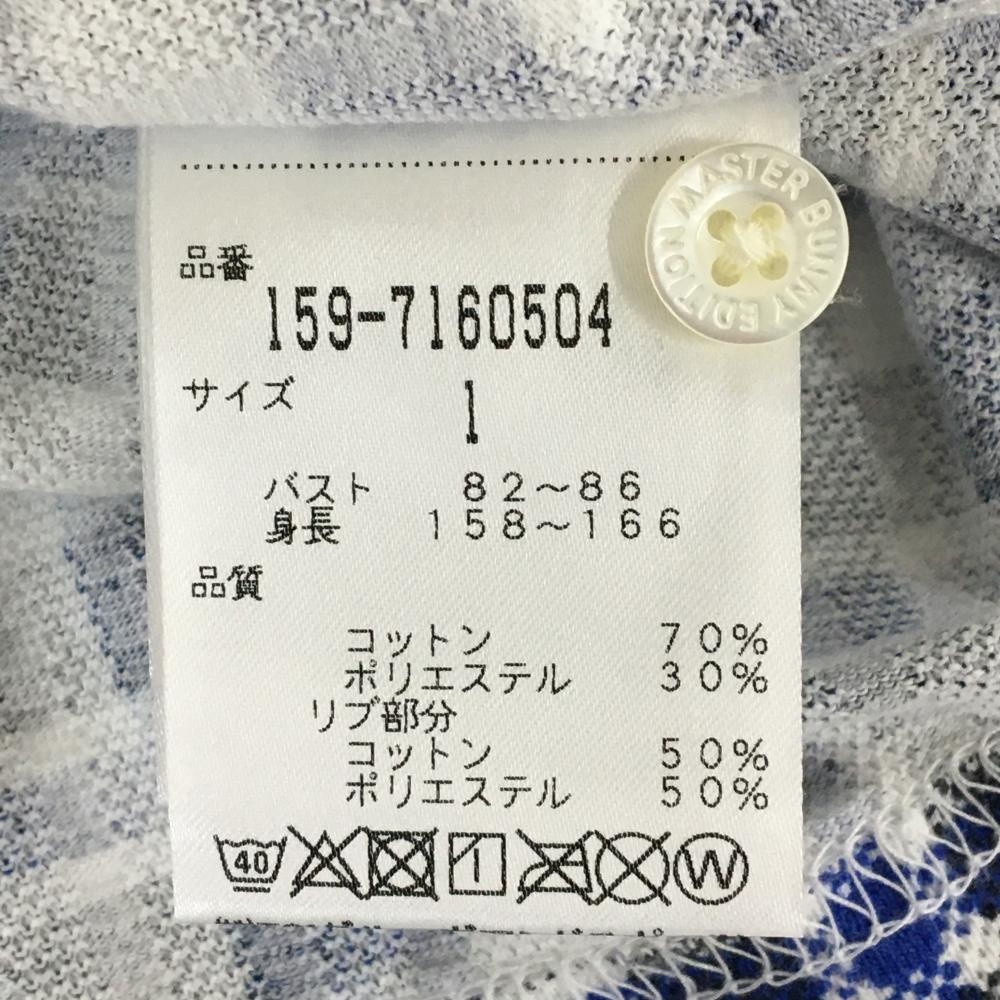 MASTER BUNNY EDITION
品番
159-7160504
サイズ 1
バスト 82～86
身長 158～166
品質
コットン 70%
ポリエステル 30%
リブ部分
コットン 50%
ポリエステル 50%
40 W